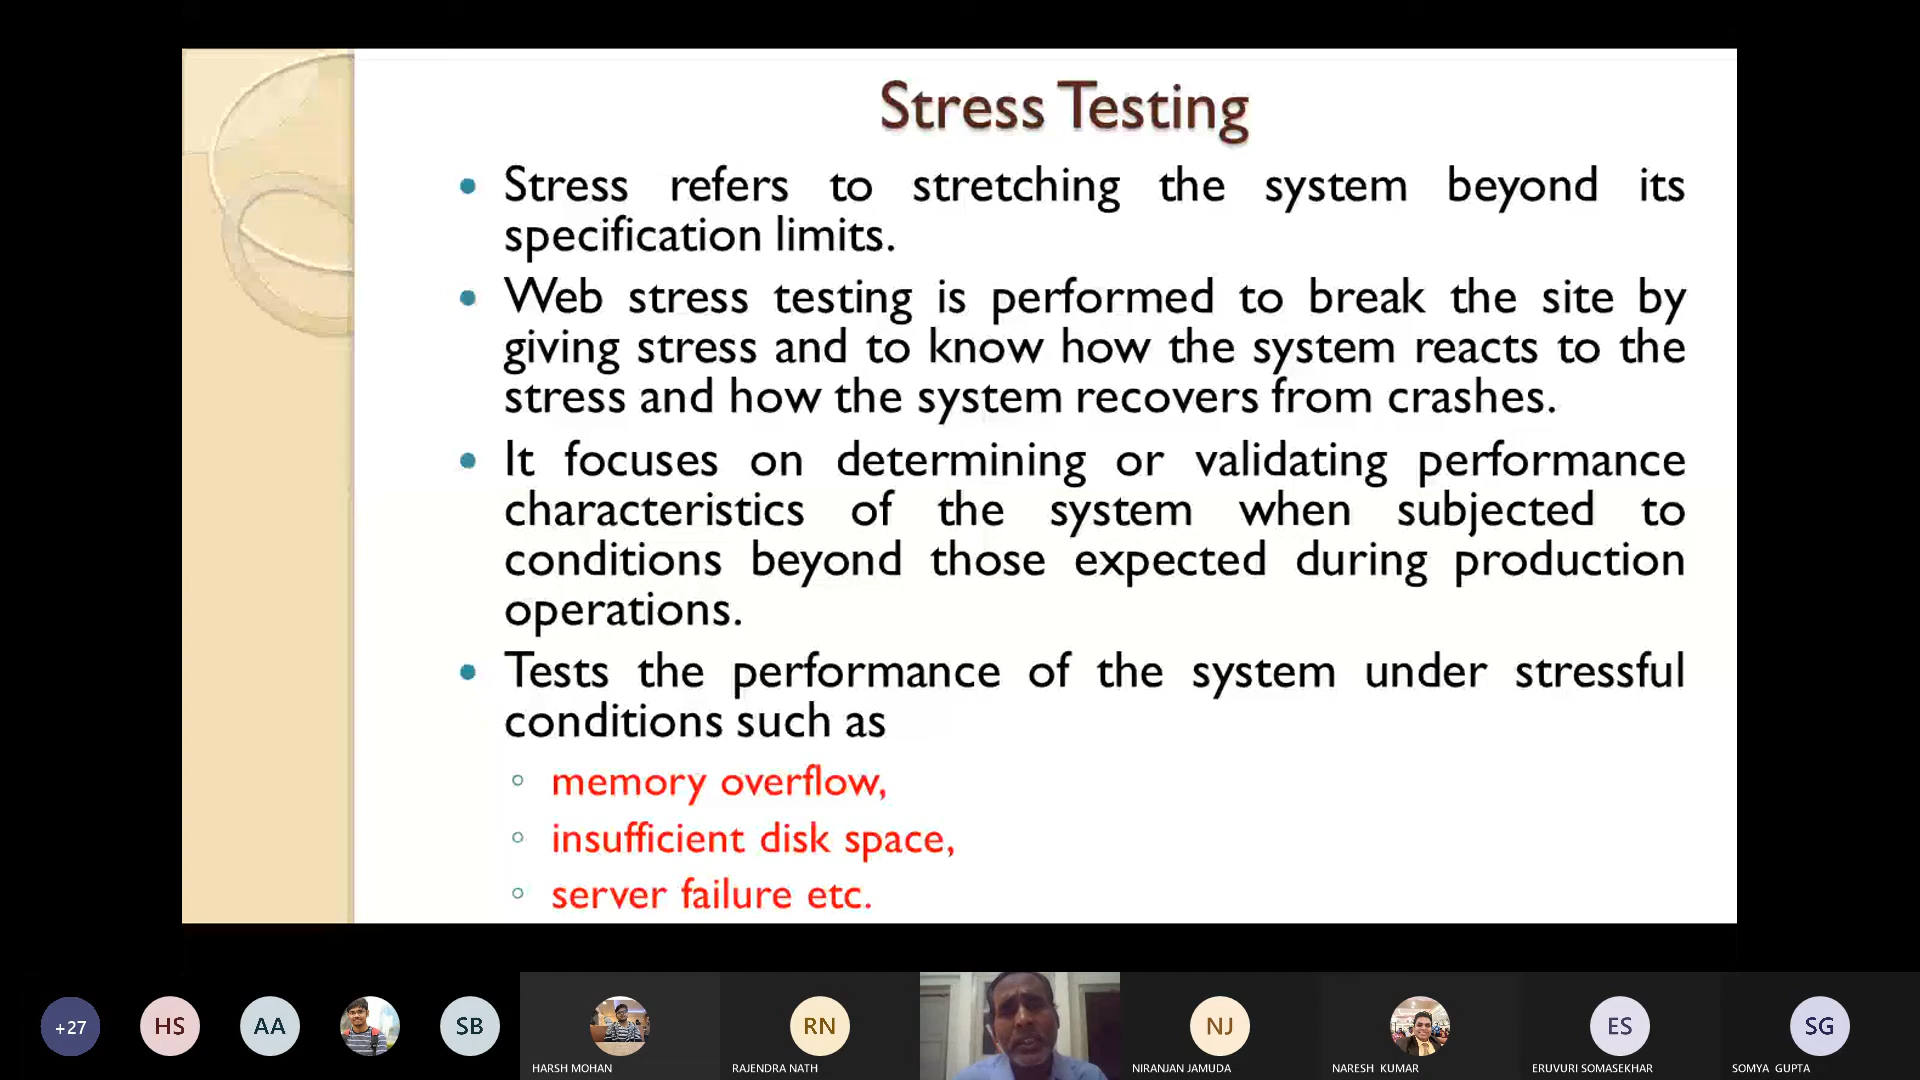 Stress Testing
• Stress refers to stretching the system beyond its
specification limits.
• Web stress testing is performed to break the site by
giving stress and to know how the system reacts to the
stress and how the system recovers from crashes.
• It focuses on determining or validating performance
characteristics of the system when subjected to
conditions beyond those expected during production
operations.
• Tests the performance of the system under stressful
conditions such as
◦ memory overflow,
◦ insufficient disk space,
◦ server failure etc.
+27 HS AA SB RN NJ ES SG
HARSH MOHAN RAJENDRA NATH NIRANJAN JAMUDA NARESH KUMAR ERUVURI SOMASEKHAR SOMYA GUPTA